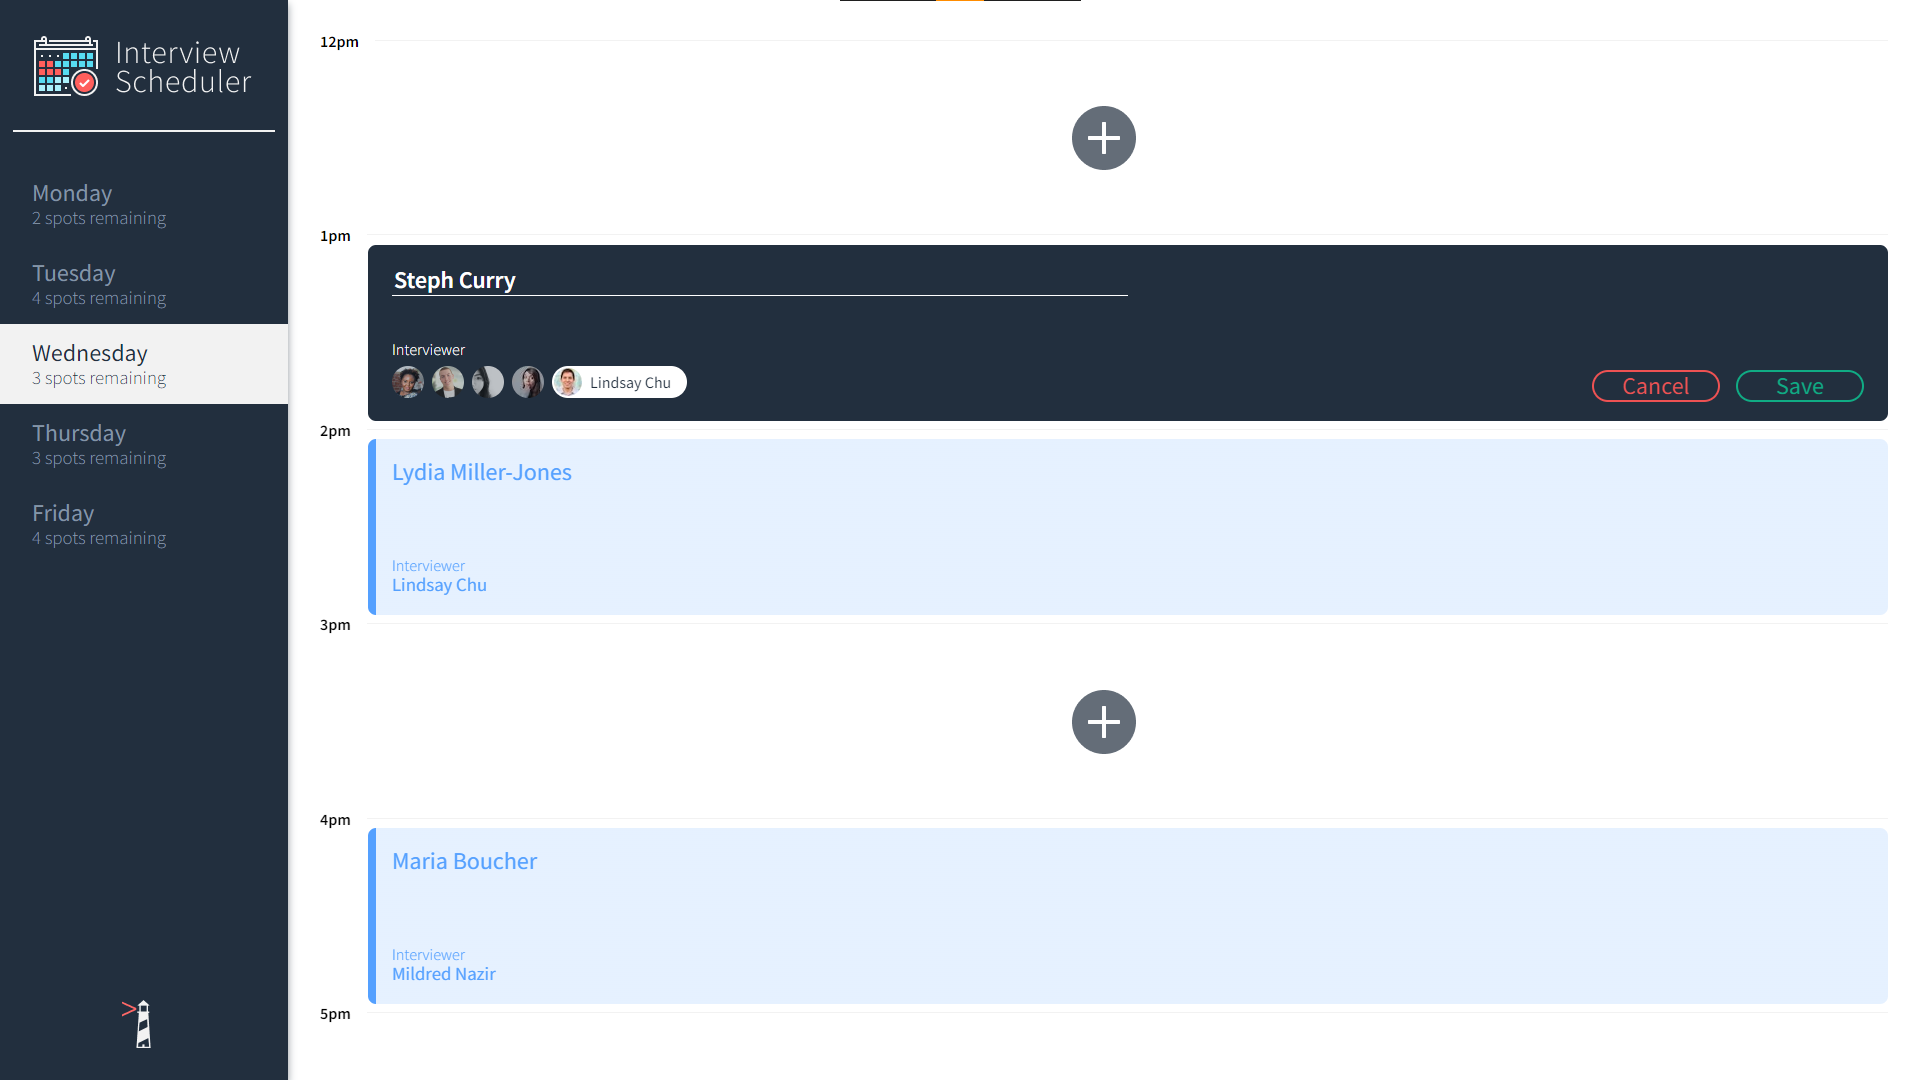 Interview
Scheduler
Monday
2 spots remaining
Tuesday
4 spots remaining
Wednesday
3 spots remaining
Thursday
3 spots remaining
Friday
4 spots remaining
12pm
1pm
Steph Curry
Interviewer
Lindsay Chu
Cancel
Save
2pm
Lydia Miller-Jones
Interviewer
Lindsay Chu
3pm
4pm
Maria Boucher
Interviewer
Mildred Nazir
5pm